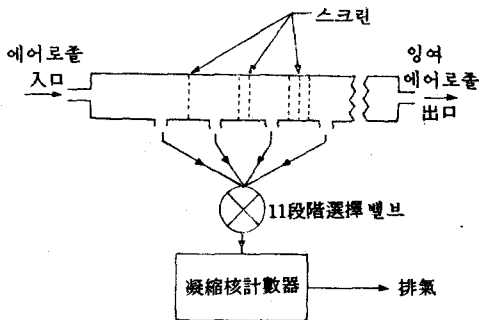 스크린
에어로졸
入口
잉여
에어로졸
出口
11段階選擇 밸브
凝縮核計數器
排氣